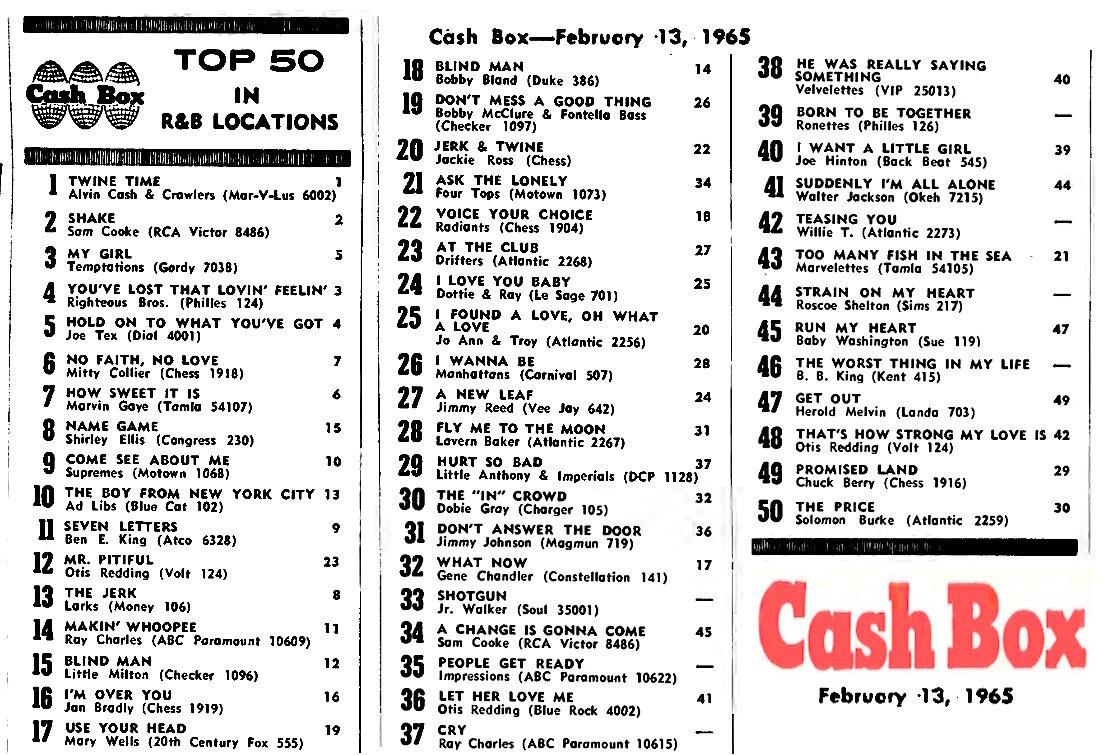 TOP 50
Cash Box
IN
R&B LOCATIONS
1 TWINE TIME 1
Alvin Cash & Crawlers (Mar-V-Lus 6002)
2 SHAKE 2
Sam Cooke (RCA Victor 8486)
3 MY GIRL 5
Temptations (Gordy 7038)
4 YOU'VE LOST THAT LOVIN' FEELIN' 3
Righteous Bros. (Philles 124)
5 HOLD ON TO WHAT YOU'VE GOT 4
Joe Tex (Dial 4001)
6 NO FAITH, NO LOVE 7
Mitty Collier (Chess 1918)
7 HOW SWEET IT IS 6
Marvin Gaye (Tamla 54107)
8 NAME GAME 15
Shirley Ellis (Congress 230)
9 COME SEE ABOUT ME 10
Supremes (Motown 1068)
10 THE BOY FROM NEW YORK CITY 13
Ad Libs (Blue Cat 102)
11 SEVEN LETTERS 9
Ben E. King (Atco 6328)
12 MR. PITIFUL 23
Otis Redding (Volt 124)
13 THE JERK 8
Larks (Money 106)
14 MAKIN' WHOOPEE 11
Ray Charles (ABC Paramount 10609)
15 BLIND MAN 12
Little Milton (Checker 1096)
16 I'M OVER YOU 16
Jan Bradly (Chess 1919)
17 USE YOUR HEAD 19
Mary Wells (20th Century Fox 555)
Cash Box—February 13, 1965
18 BLIND MAN 14
Bobby Bland (Duke 386)
19 DON'T MESS A GOOD THING 26
Bobby McClure & Fontella Bass
(Checker 1097)
20 JERK & TWINE 22
Jackie Ross (Chess)
21 ASK THE LONELY 34
Four Tops (Motown 1073)
22 VOICE YOUR CHOICE 18
Radiants (Chess 1904)
23 AT THE CLUB 27
Drifters (Atlantic 2268)
24 I LOVE YOU BABY 25
Dottie & Ray (Le Sage 701)
25 I FOUND A LOVE, OH WHAT
A LOVE 20
Jo Ann & Troy (Atlantic 2256)
26 I WANNA BE 28
Manhattans (Carnival 507)
27 A NEW LEAF 24
Jimmy Reed (Vee Jay 642)
28 FLY ME TO THE MOON 31
Lavern Baker (Atlantic 2267)
29 HURT SO BAD 37
Little Anthony & Imperials (DCP 1128)
30 THE "IN" CROWD 32
Dobie Gray (Charger 105)
31 DON'T ANSWER THE DOOR 36
Jimmy Johnson (Magmun 719)
32 WHAT NOW 17
Gene Chandler (Constellation 141)
33 SHOTGUN —
Jr. Walker (Soul 35001)
34 A CHANGE IS GONNA COME 45
Sam Cooke (RCA Victor 8486)
35 PEOPLE GET READY —
Impressions (ABC Paramount 10622)
36 LET HER LOVE ME 41
Otis Redding (Blue Rock 4002)
37 CRY —
Ray Charles (ABC Paramount 10615)
38 HE WAS REALLY SAYING
SOMETHING 40
Velvelettes (VIP 25013)
39 BORN TO BE TOGETHER —
Ronettes (Philles 126)
40 I WANT A LITTLE GIRL 39
Joe Hinton (Back Beat 545)
41 SUDDENLY I'M ALL ALONE 44
Walter Jackson (Okeh 7215)
42 TEASING YOU —
Willie T. (Atlantic 2273)
43 TOO MANY FISH IN THE SEA 21
Marvelettes (Tamla 54105)
44 STRAIN ON MY HEART —
Roscoe Shelton (Sims 217)
45 RUN MY HEART 47
Baby Washington (Sue 119)
46 THE WORST THING IN MY LIFE —
B. B. King (Kent 415)
47 GET OUT 49
Herold Melvin (Landa 703)
48 THAT'S HOW STRONG MY LOVE IS 42
Otis Redding (Volt 124)
49 PROMISED LAND 29
Chuck Berry (Chess 1916)
50 THE PRICE 30
Solomon Burke (Atlantic 2259)
Cash Box
February 13, 1965